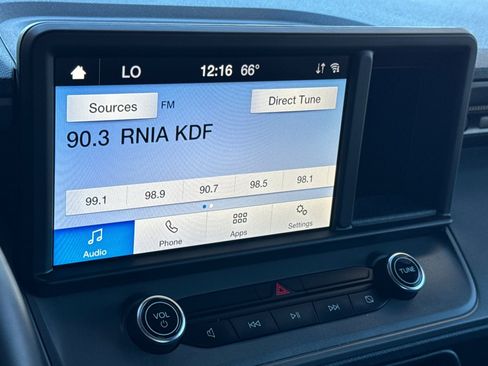 LO 12:16 66°
Sources FM Direct Tune
90.3 RNIA KDF
99.1 98.9 90.7 98.5 98.1
Audio Phone Apps Settings
VOL TUNE